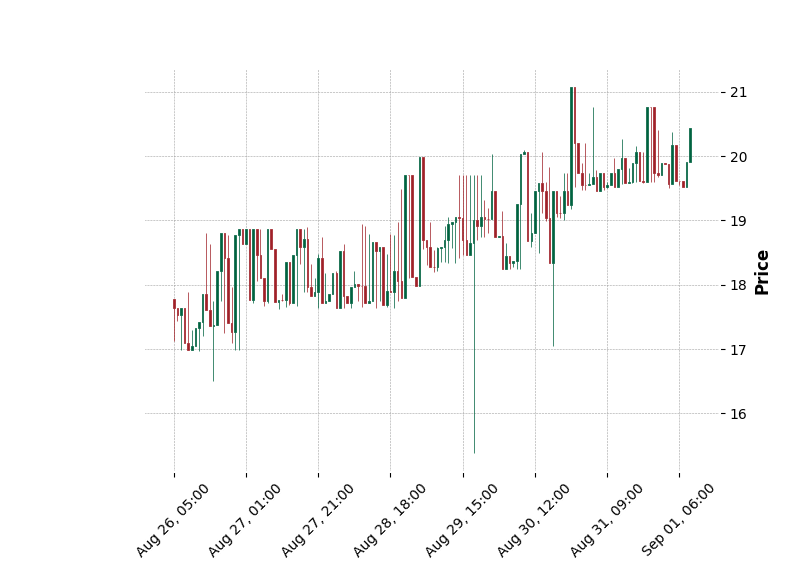 21
20
19
18
17
16
Price
Aug 26, 05:00
Aug 27, 01:00
Aug 27, 21:00
Aug 28, 18:00
Aug 29, 15:00
Aug 30, 12:00
Aug 31, 09:00
Sep 01, 06:00